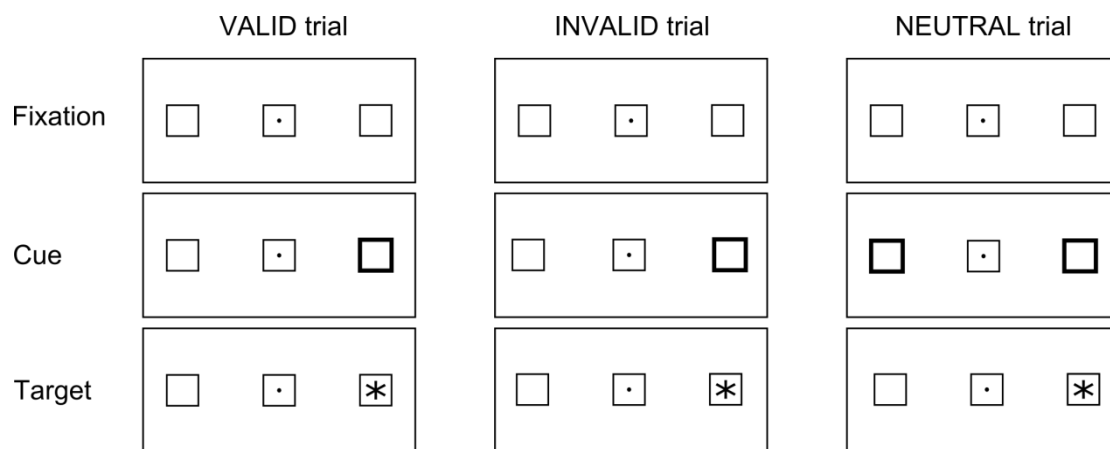 VALID trial INVALID trial NEUTRAL trial
Fixation
Cue
Target * * *